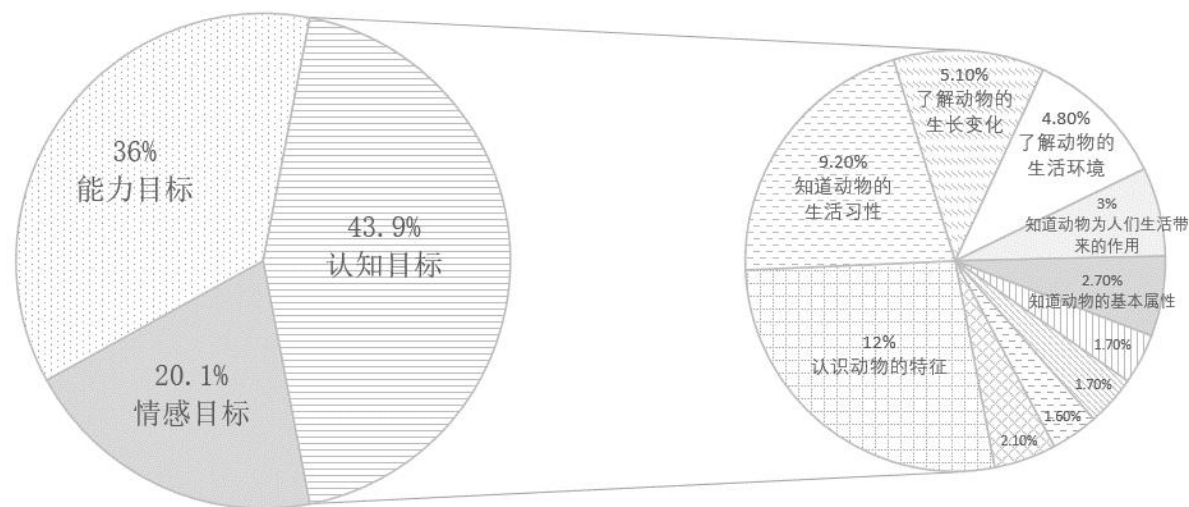 36%
能力目标
43.9%
认知目标
20.1%
情感目标
5.10%
了解动物的
生长变化
4.80%
了解动物的
生活环境
9.20%
知道动物的
生活习性
3%
知道动物为人们生活带
来的作用
2.70%
知道动物的基本属性
12%
认识动物的特征
1.70%
1.70%
1.60%
2.10%